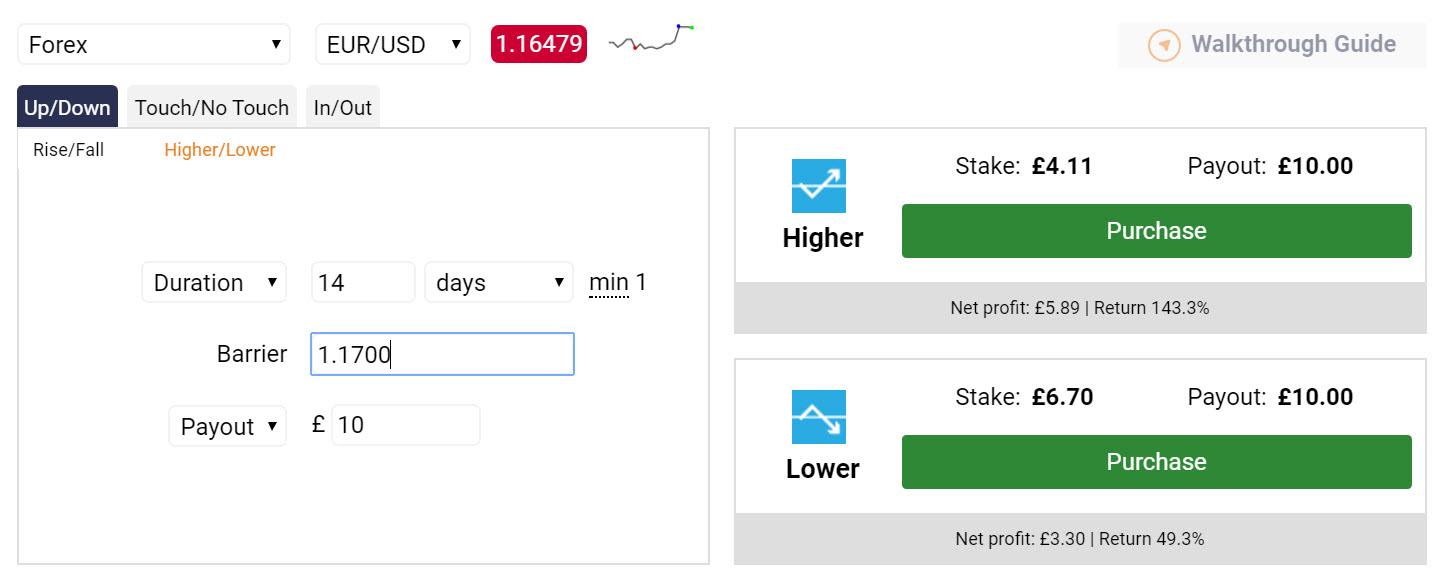 Forex EUR/USD 1.16479 Walkthrough Guide
Up/Down Touch/No Touch In/Out
Rise/Fall Higher/Lower
Duration 14 days min 1
Barrier 1.1700
Payout £ 10
Stake: £4.11 Payout: £10.00
Higher Purchase
Net profit: £5.89 | Return 143.3%
Stake: £6.70 Payout: £10.00
Lower Purchase
Net profit: £3.30 | Return 49.3%